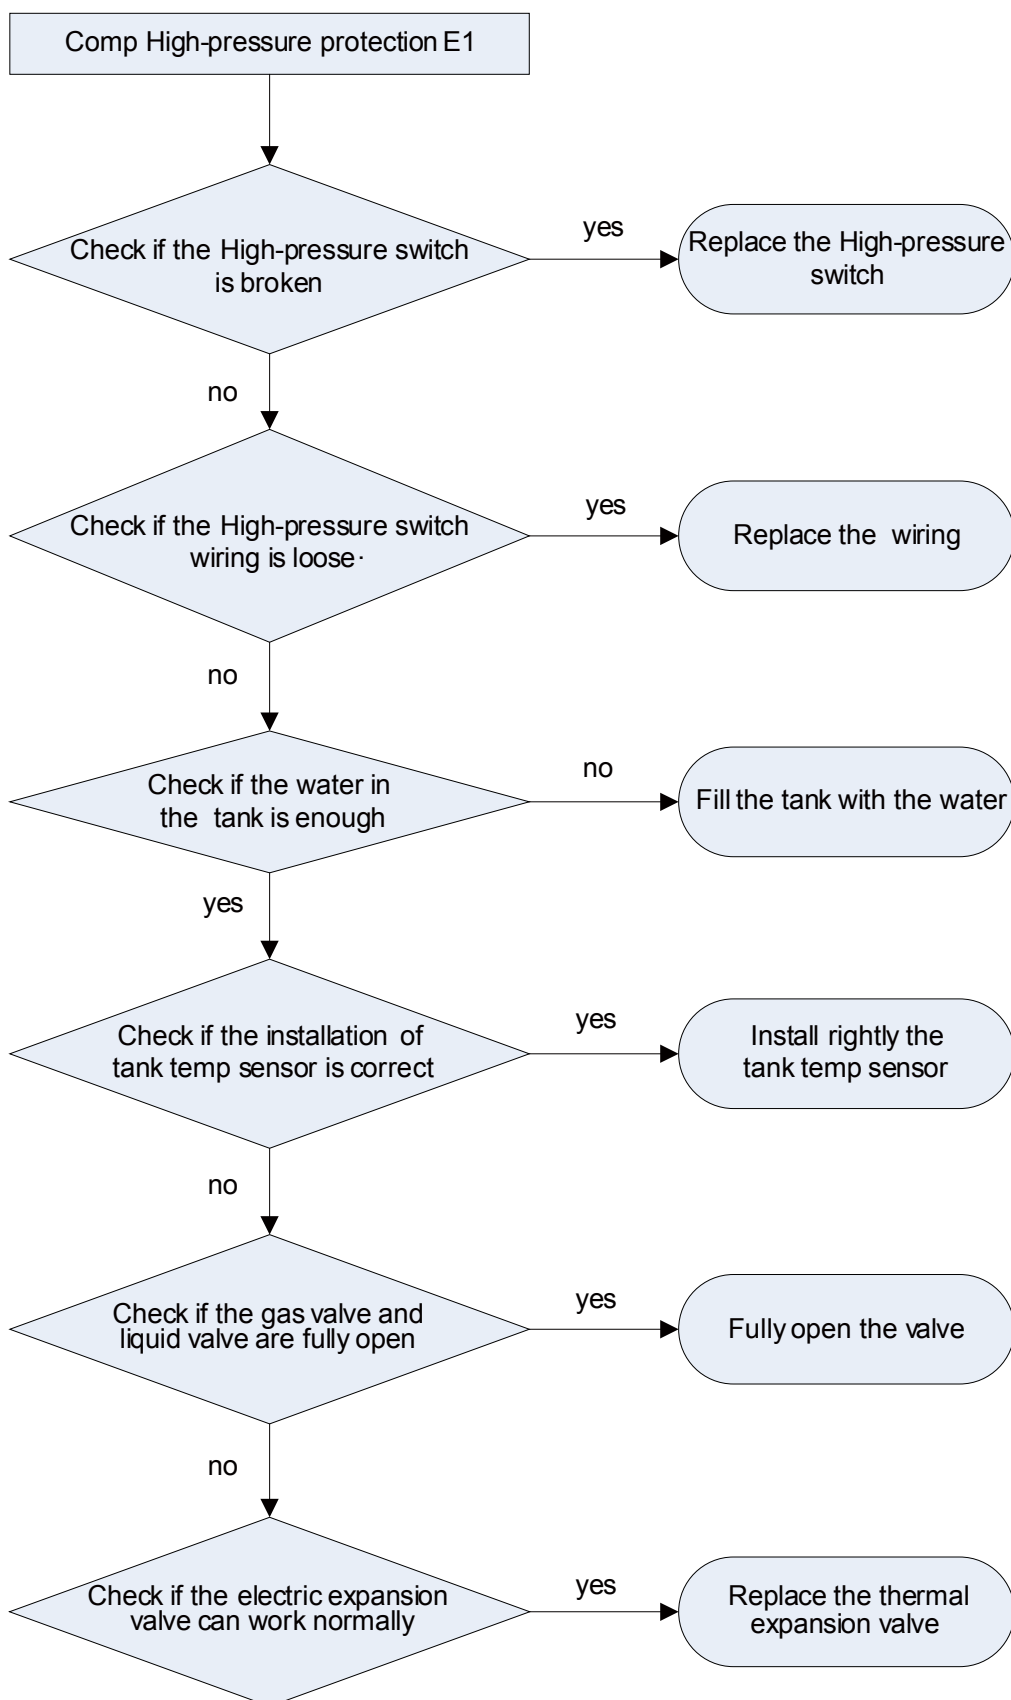 Comp High-pressure protection E1
yes
Check if the High-pressure switch
is broken
Replace the High-pressure
switch
no
yes
Check if the High-pressure switch
wiring is loose·
Replace the wiring
no
no
Check if the water in
the tank is enough
Fill the tank with the water
yes
yes
Check if the installation of
tank temp sensor is correct
Install rightly the
tank temp sensor
no
yes
Check if the gas valve and
liquid valve are fully open
Fully open the valve
no
yes
Check if the electric expansion
valve can work normally
Replace the thermal
expansion valve